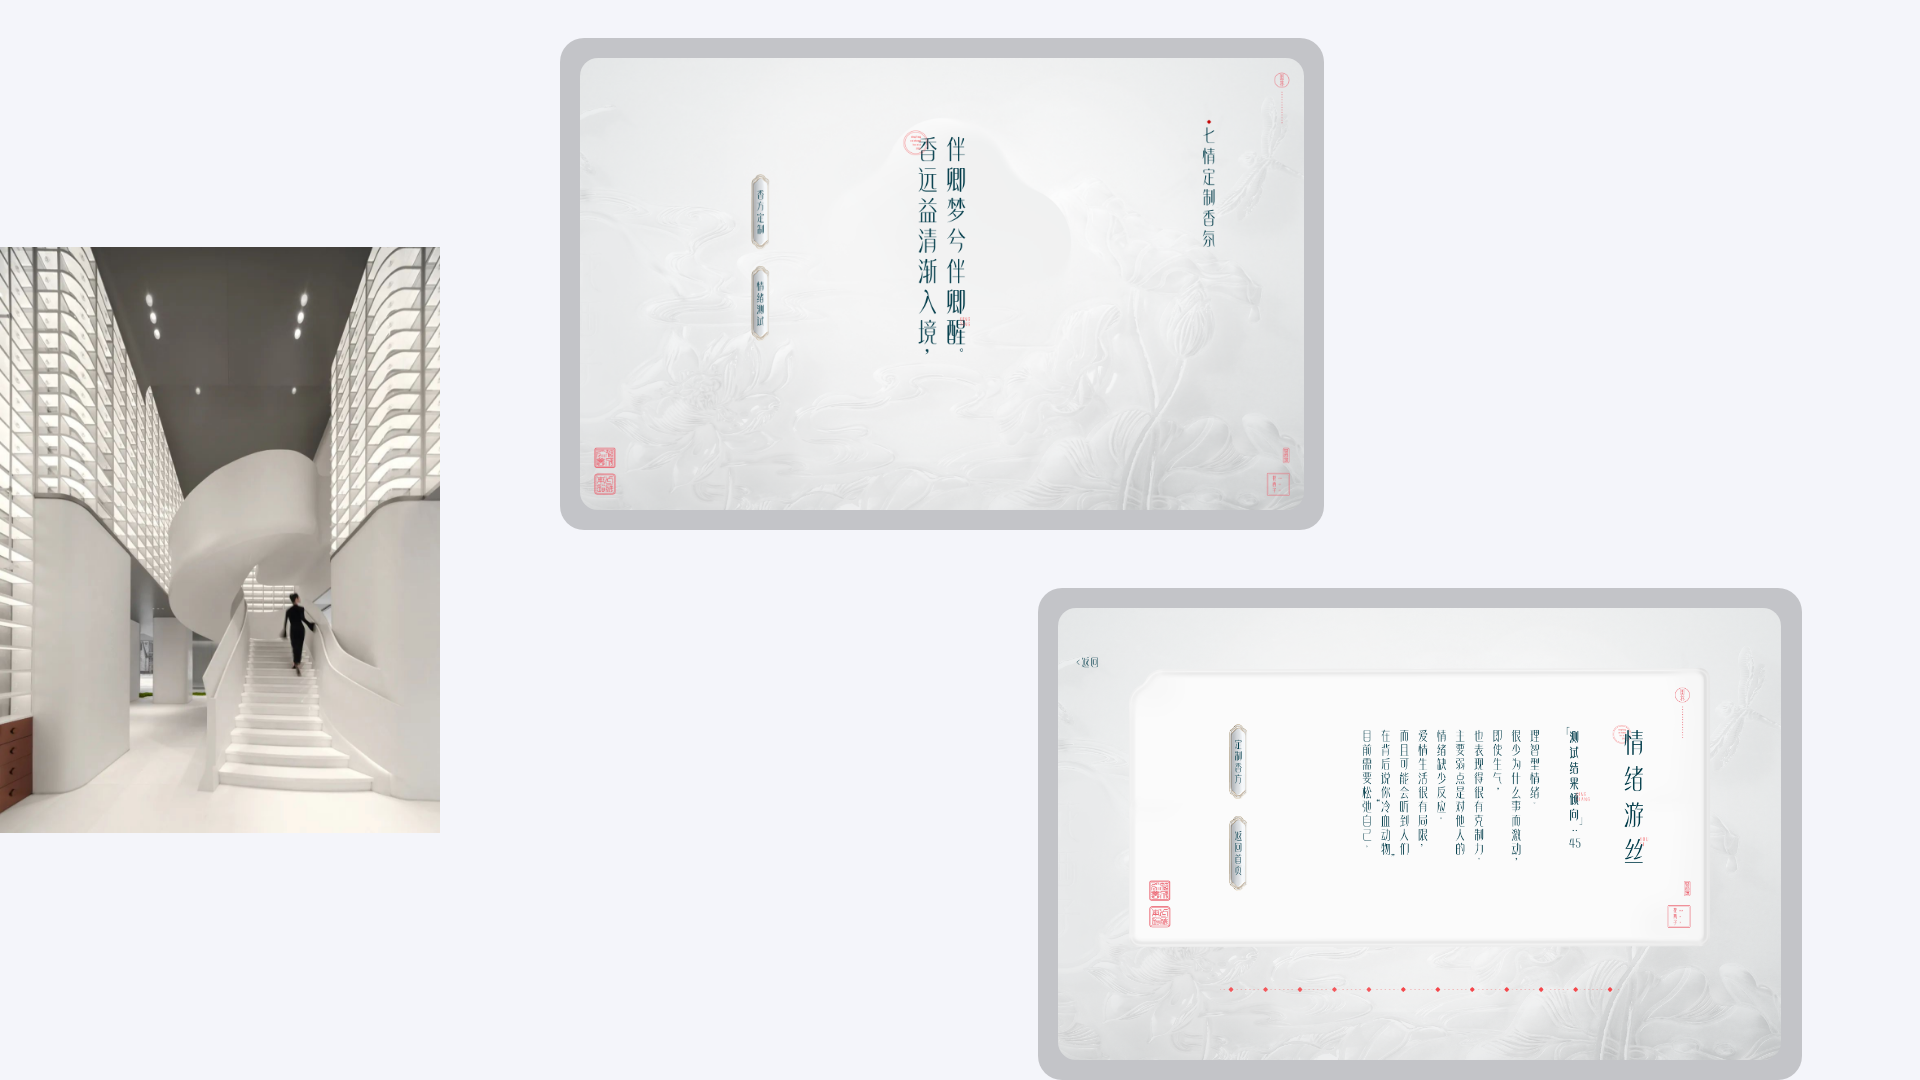 七情定制香氛
伴卿梦兮伴卿醒。
香远益清渐入境，
香方定制
情绪测试
<返回
情绪游丝
「测试结果倾向」：45
理智型情绪.
很少为什么事而激动，
即使生气，
也表现得很有克制力.
主要弱点是对他人的
情绪缺少反应.
爱情生活很有局限，
而且可能会听到人们
在背后说你“冷血动物”
目前需要松弛自己.
定制香方
返回首页